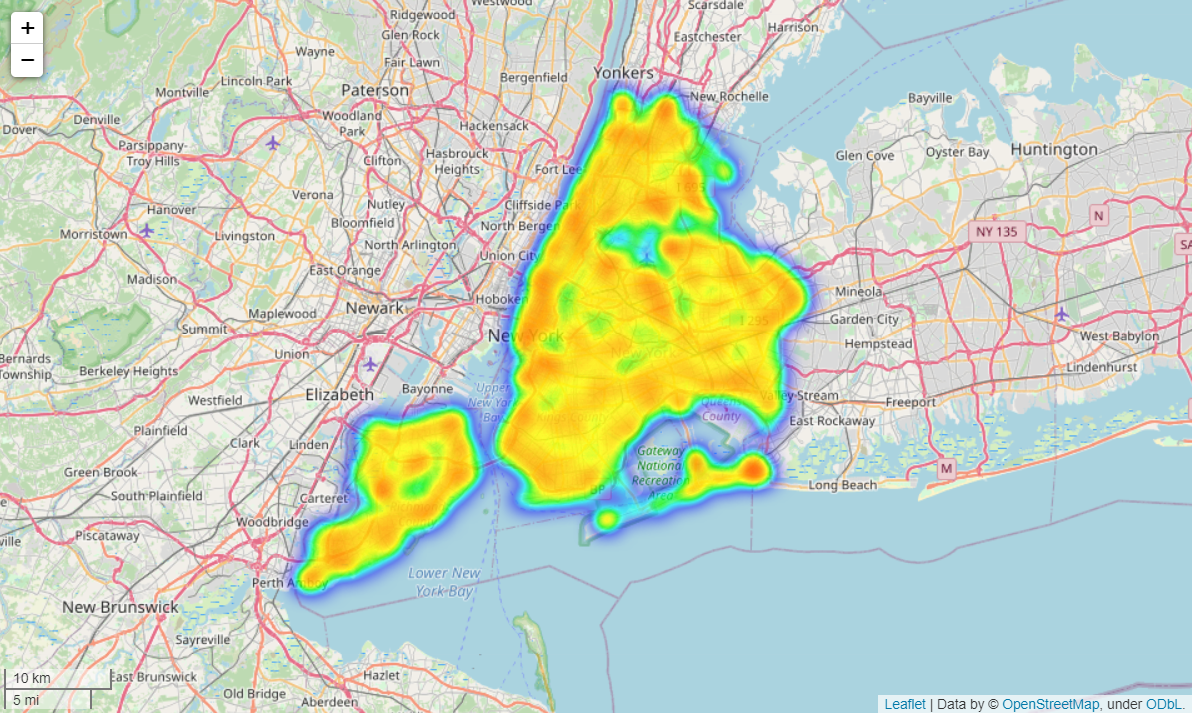 +
−
Ridgewood
Westwood
Scarsdale
Glen Rock
Eastchester
Harrison
Wayne
Fair Lawn
Yonkers
Bergenfield
Lincoln Park
Paterson
Montville
New Rochelle
Bayville
Denville
Woodland
Park
Hackensack
Dover
Parsippany-
Troy Hills
Clifton
Hasbrouck
Heights
Fort Lee
Glen Cove
Oyster Bay
Huntington
I 695
Verona
Nutley
Cliffside Park
Hanover
Bloomfield
North Bergen
N
NY 135
Morristown
Livingston
North Arlington
Union City
Madison
East Orange
Hoboken
Mineola
Newark
Maplewood
I 295
Garden City
Summit
New York
Hempstead
West Babylon
Union
Bernards
Township
Berkeley Heights
Lindenhurst
Elizabeth
Bayonne
Upper
New York
Bay
Valley Stream
Freeport
Westfield
Queens
County
East Rockaway
Plainfield
Clark
Linden
Gateway
National
Recreation
Area
M
Green Brook
Long Beach
South Plainfield
Carteret
BP
Woodbridge
Piscataway
Perth Amboy
Lower New
York Bay
New Brunswick
Sayreville
Hazlet
10 km
East Brunswick
5 mi
Old Bridge
Aberdeen
Leaflet | Data by © OpenStreetMap, under ODbL.